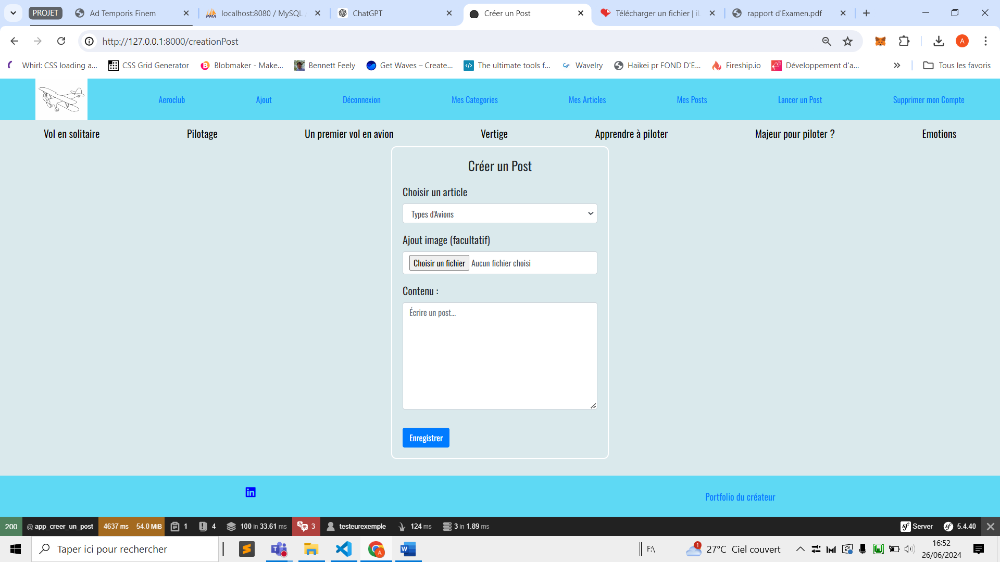 PROJET Ad Temporis Finem localhost:8080 / MySQL ChatGPT Créer un Post Télécharger un fichier | iL rapport d'Examen.pdf
http://127.0.0.1:8000/creationPost A
Whirl: CSS loading a... CSS Grid Generator Blobmaker - Make... Bennett Feely Get Waves – Create... The ultimate tools f... Wavelry Haikei pr FOND D'E... Fireship.io Développement d'a... » Tous les favoris
Aeroclub Ajout Déconnexion Mes Categories Mes Articles Mes Posts Lancer un Post Supprimer mon Compte
Vol en solitaire Pilotage Un premier vol en avion Vertige Apprendre à piloter Majeur pour piloter ? Emotions
Créer un Post
Choisir un article
Types d'Avions
Ajout image (facultatif)
Choisir un fichier Aucun fichier choisi
Contenu :
Écrire un post...
Enregistrer
Portfolio du créateur
200 @ app_creer_un_post 4637 ms 54.0 MiB 1 4 100 in 33.61 ms 3 testeurexemple 124 ms 3 in 1.89 ms Server 5.4.40
Taper ici pour rechercher F:\ 1 27°C Ciel couvert 16:52
26/06/2024